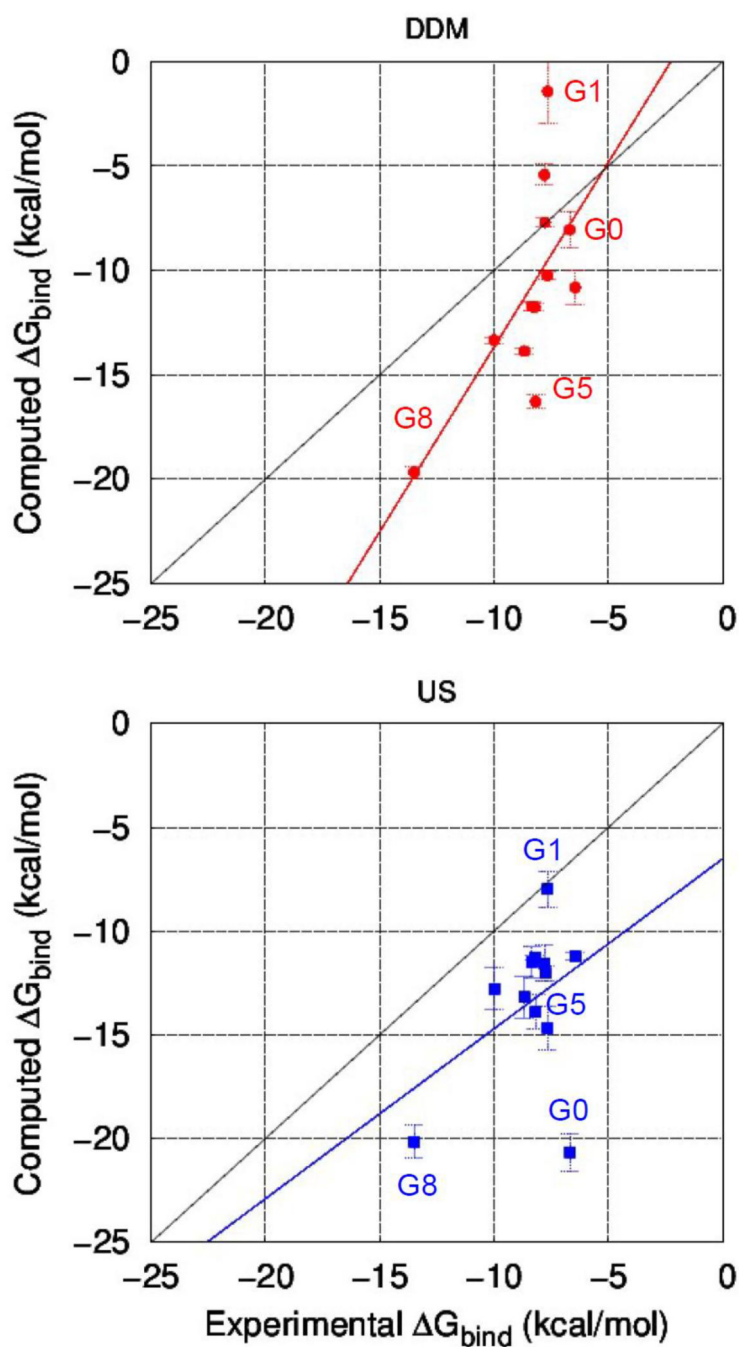 DDM
Computed ΔGbind (kcal/mol)
0
−5
−10
−15
−20
−25
G1
G0
G5
G8
−25 −20 −15 −10 −5 0
US
Computed ΔGbind (kcal/mol)
0
−5
−10
−15
−20
−25
G1
G5
G0
G8
−25 −20 −15 −10 −5 0
Experimental ΔGbind (kcal/mol)